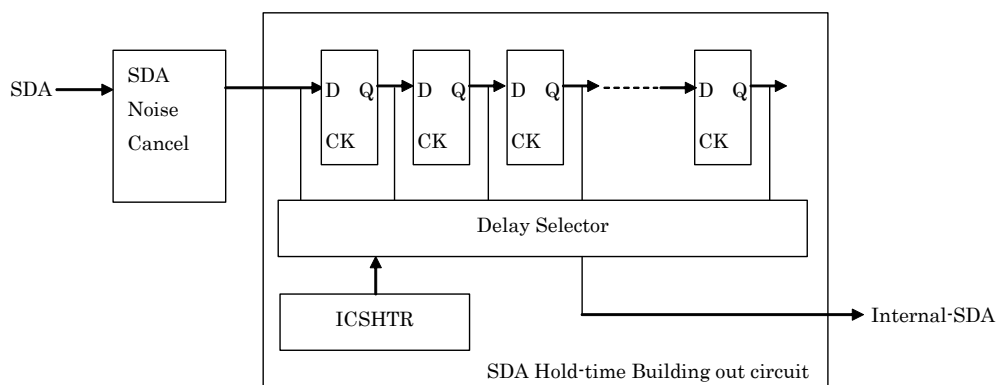 SDA
SDA
Noise
Cancel
D Q
CK
D Q
CK
D Q
CK
D Q
CK
Delay Selector
ICSHTR
Internal-SDA
SDA Hold-time Building out circuit